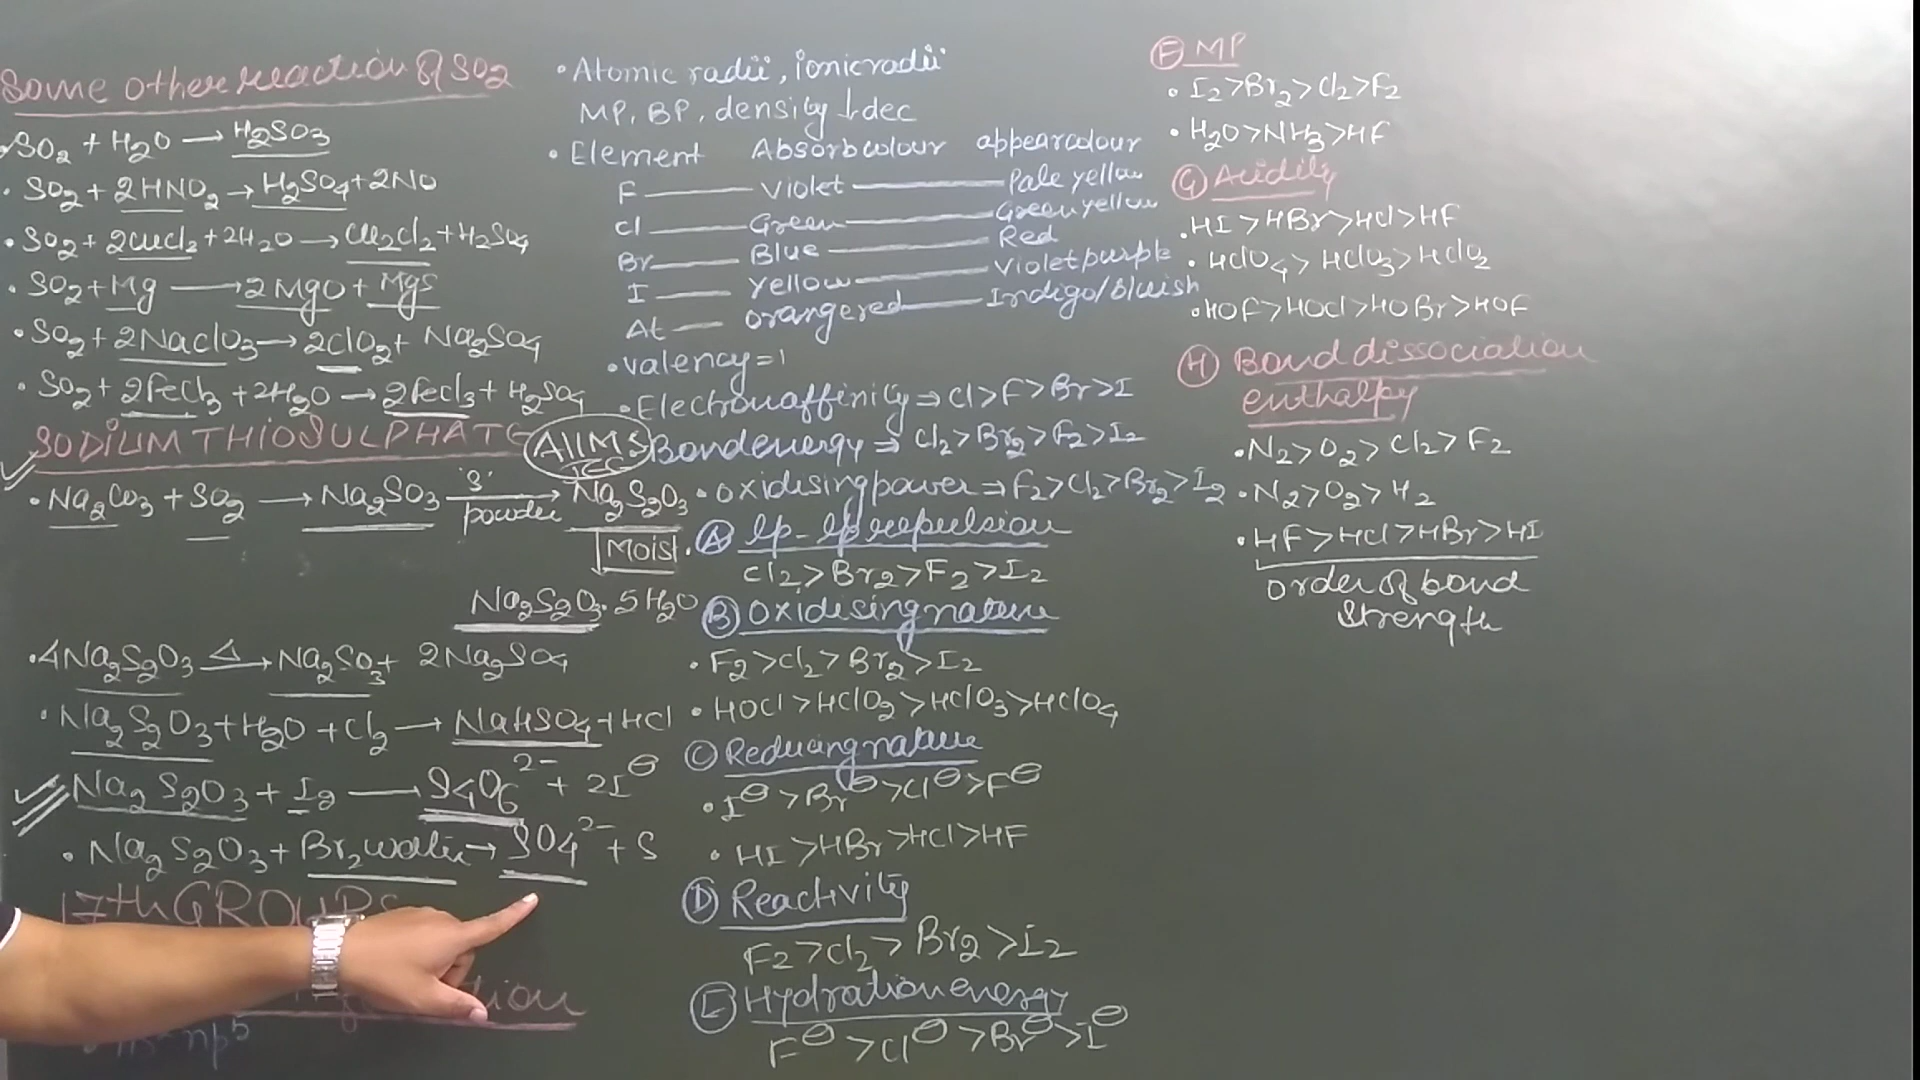 Some other reaction of SO2
SO2 + H2O → H2SO3
• SO2 + 2HNO2 → H2SO4 + 2NO
• SO2 + 2CuCl2 + 2H2O → Cu2Cl2 + H2SO4
• SO2 + Mg → 2MgO + MgS
• SO2 + 2NaClO3 → 2ClO2 + Na2SO4
• SO2 + 2FeCl3 + 2H2O → 2FeCl3 + H2SO4
SODIUM THIOSULPHATE
AIIMS
JEE
• Na2CO3 + SO2 → Na2SO3 'S' powder → Na2S2O3
Moist
Na2S2O3.5H2O
• 4Na2S2O3 Δ→ Na2SO3 + 2Na2SO4
• Na2S2O3 + H2O + Cl2 → NaHSO4 + HCl
Na2S2O3 + I2 → S4O6 2- + 2I⊖
• Na2S2O3 + Br2 water → SO4 2- + S
17th GROUPS
np5
• Atomic radii, ionic radii
MP, BP, density ↓ dec
• Element Absorb colour appear colour
F — Violet — Pale yellow
Cl — Green — Green yellow
Br — Blue — Red
I — yellow — Violet purple
At — orange red — Indigo/bluish
• valency = 1
• Electron affinity ⇒ Cl > F > Br > I
Bond energy ⇒ Cl2 > Br2 > F2 > I2
• oxidising power ⇒ F2 > Cl2 > Br2 > I2
(A) lp-lp repulsion
Cl2 > Br2 > F2 > I2
(B) Oxidising nature
• F2 > Cl2 > Br2 > I2
• HOCl > HClO2 > HClO3 > HClO4
(C) Reducing nature
• I⊖ > Br⊖ > Cl⊖ > F⊖
• HI > HBr > HCl > HF
(D) Reactivity
F2 > Cl2 > Br2 > I2
(E) Hydration energy
F⊖ > Cl⊖ > Br⊖ > I⊖
(F) MP
• I2 > Br2 > Cl2 > F2
• H2O > NH3 > HF
(G) Acidity
• HI > HBr > HCl > HF
• HClO4 > HClO3 > HClO2
• HOF > HOCl > HOBr > HOF
(H) Bond dissociation
enthalpy
• N2 > O2 > Cl2 > F2
• N2 > O2 > H2
• HF > HCl > HBr > HI
order of bond
strength